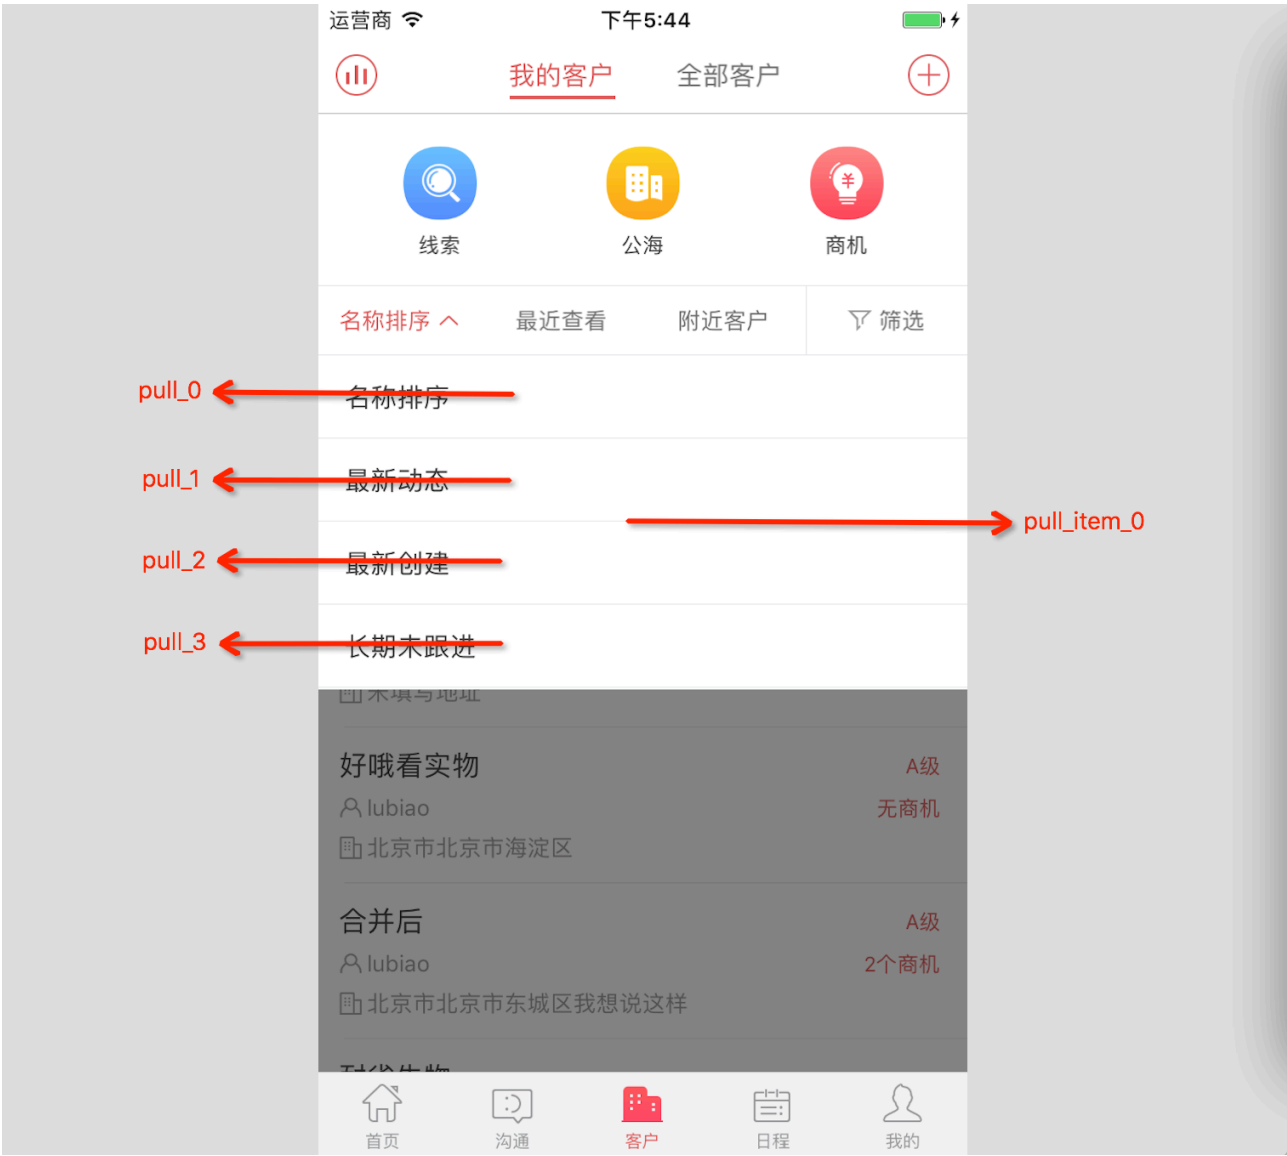 运营商 下午5:44
我的客户 全部客户
线索 公海 商机
名称排序 最近查看 附近客户 筛选
pull_0 名称排序
pull_1 最新动态
pull_item_0
pull_2 最新创建
pull_3 长期未跟进
未填写地址
好哦看实物 A级
lubiao 无商机
北京市北京市海淀区
合并后 A级
lubiao 2个商机
北京市北京市东城区我想说这样
首页 沟通 客户 日程 我的